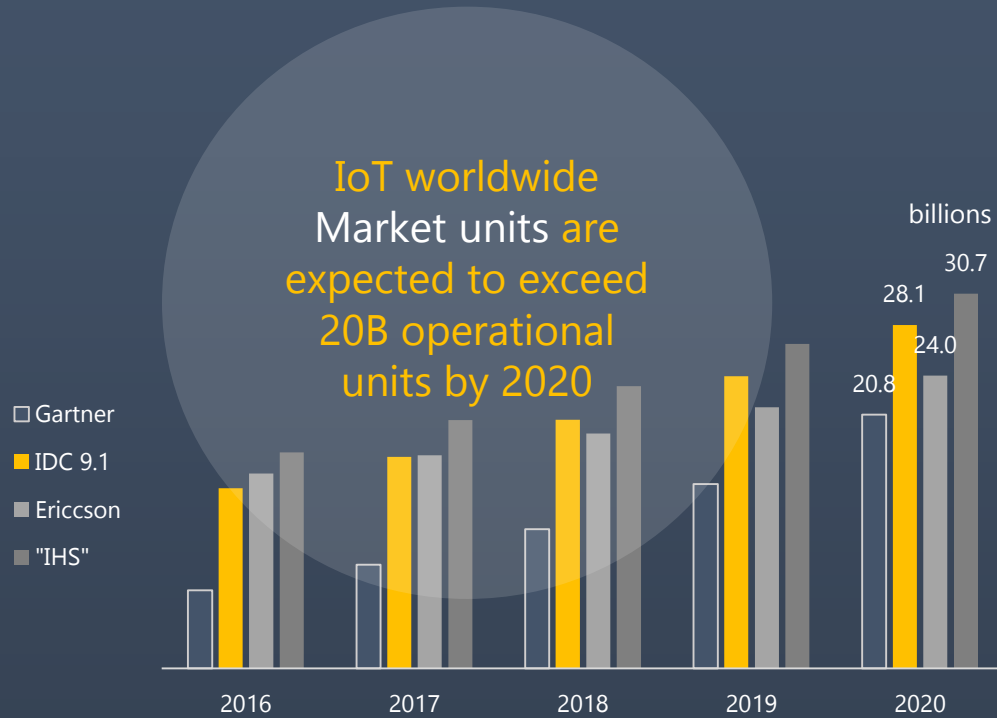 IoT worldwide
Market units are
expected to exceed
20B operational
units by 2020
billions
30.7
28.1
24.0
20.8
Gartner
IDC 9.1
Ericcson
"IHS"
2016 2017 2018 2019 2020